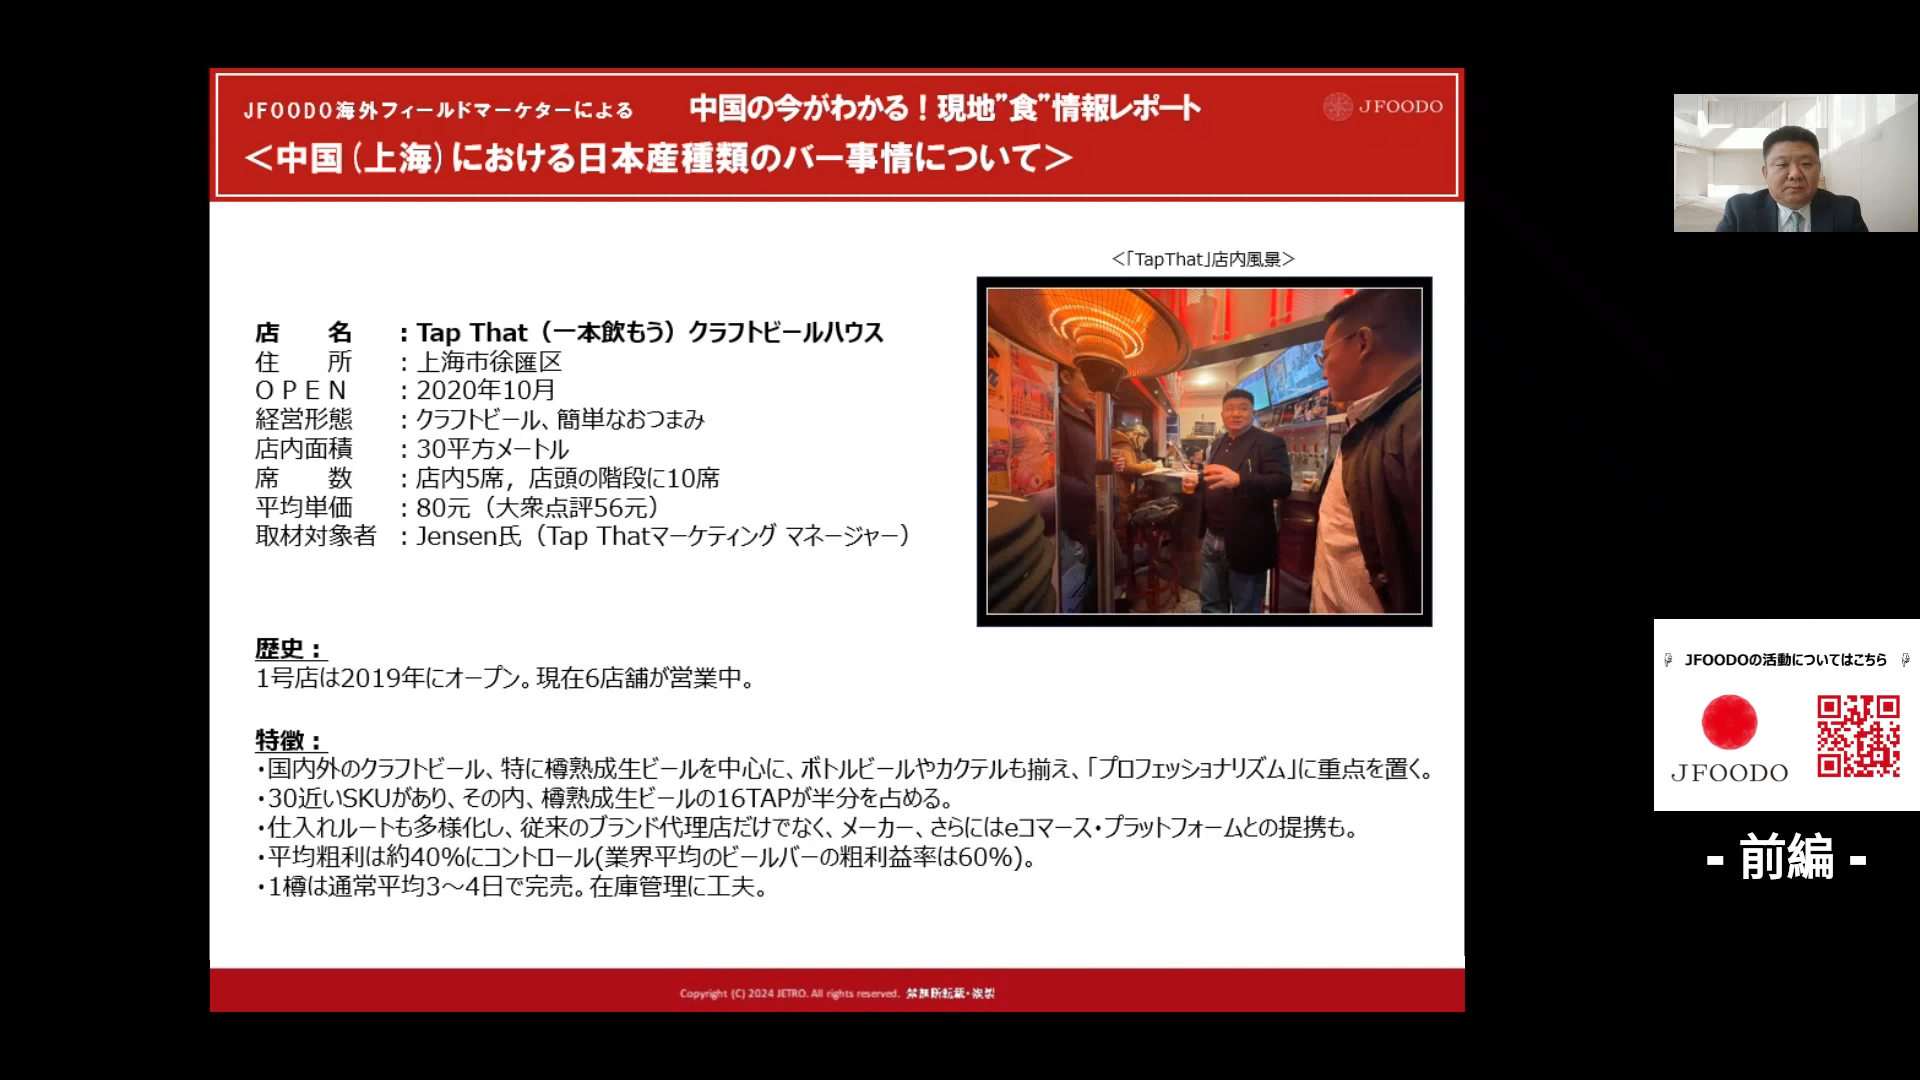 JFOODO海外フィールドマーケターによる 中国の今がわかる！現地”食”情報レポート
JFOODO
＜中国（上海）における日本産種類のバー事情について＞
＜「TapThat」店内風景＞
店　　名　：Tap That（一本飲もう）クラフトビールハウス
住　　所　：上海市徐匯区
ＯＰＥＮ　：2020年10月
経営形態　：クラフトビール、簡単なおつまみ
店内面積　：30平方メートル
席　　数　：店内5席，店頭の階段に10席
平均単価　：80元（大衆点評56元）
取材対象者　：Jensen氏（Tap Thatマーケティング マネージャー）
歴史：
1号店は2019年にオープン。現在6店舗が営業中。
特徴：
・国内外のクラフトビール、特に樽熟成生ビールを中心に、ボトルビールやカクテルも揃え、「プロフェッショナリズム」に重点を置く。
・30近いSKUがあり、その内、樽熟成生ビールの16TAPが半分を占める。
・仕入れルートも多様化し、従来のブランド代理店だけでなく、メーカー、さらにはeコマース・プラットフォームとの提携も。
・平均粗利は約40%にコントロール(業界平均のビールバーの粗利益率は60%)。
・1樽は通常平均3～4日で完売。在庫管理に工夫。
Copyright (C) 2024 JETRO. All rights reserved. 禁無断転載・複製
JFOODOの活動についてはこちら
JFOODO
- 前編 -